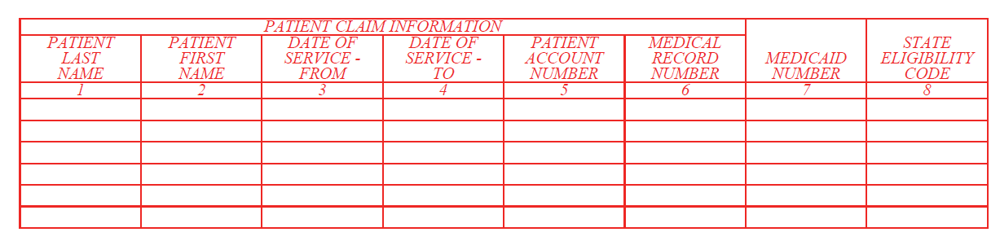 PATIENT CLAIM INFORMATION
PATIENT LAST NAME
PATIENT FIRST NAME
DATE OF SERVICE - FROM
DATE OF SERVICE - TO
PATIENT ACCOUNT NUMBER
MEDICAL RECORD NUMBER
MEDICAID NUMBER
STATE ELIGIBILITY CODE
1 2 3 4 5 6 7 8